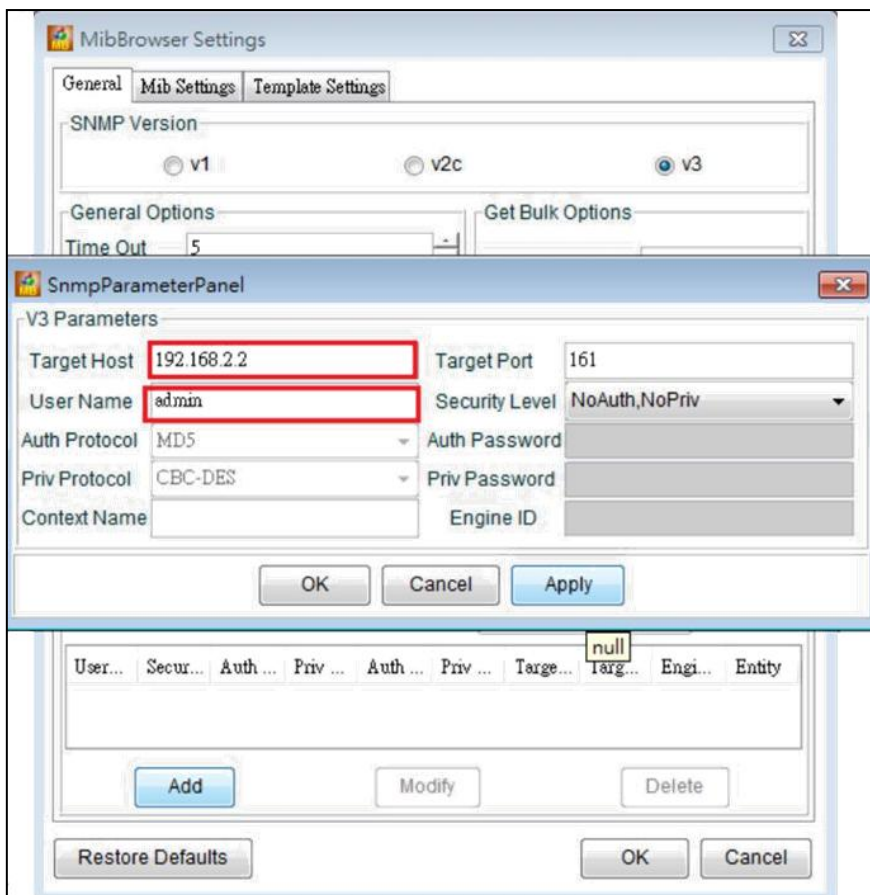 MibBrowser Settings
General Mib Settings Template Settings
SNMP Version
v1 v2c v3
General Options Get Bulk Options
Time Out 5
SnmpParameterPanel
V3 Parameters
Target Host 192.168.2.2 Target Port 161
User Name admin Security Level NoAuth,NoPriv
Auth Protocol MD5 Auth Password
Priv Protocol CBC-DES Priv Password
Context Name Engine ID
OK Cancel Apply
null
User... Secur... Auth ... Priv ... Auth ... Priv ... Targe... Targ... Engi... Entity
Add Modify Delete
Restore Defaults OK Cancel